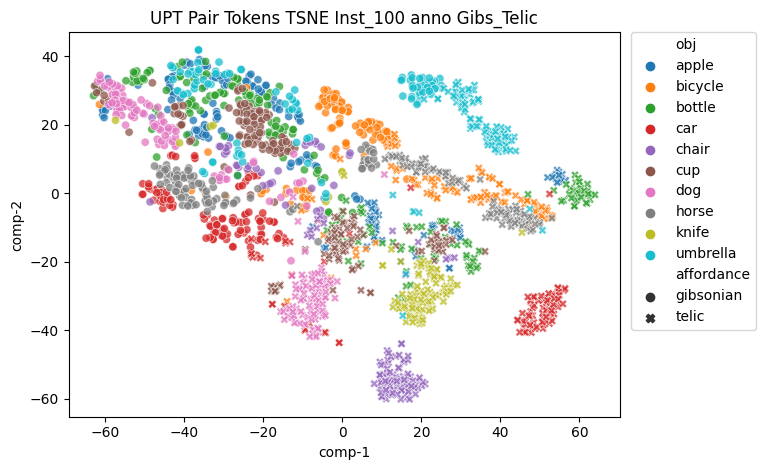 UPT Pair Tokens TSNE Inst_100 anno Gibs_Telic
obj
apple
bicycle
bottle
car
chair
cup
dog
horse
knife
umbrella
affordance
gibsonian
telic
comp-2
40
20
0
−20
−40
−60
−60
−40
−20
0
20
40
60
comp-1